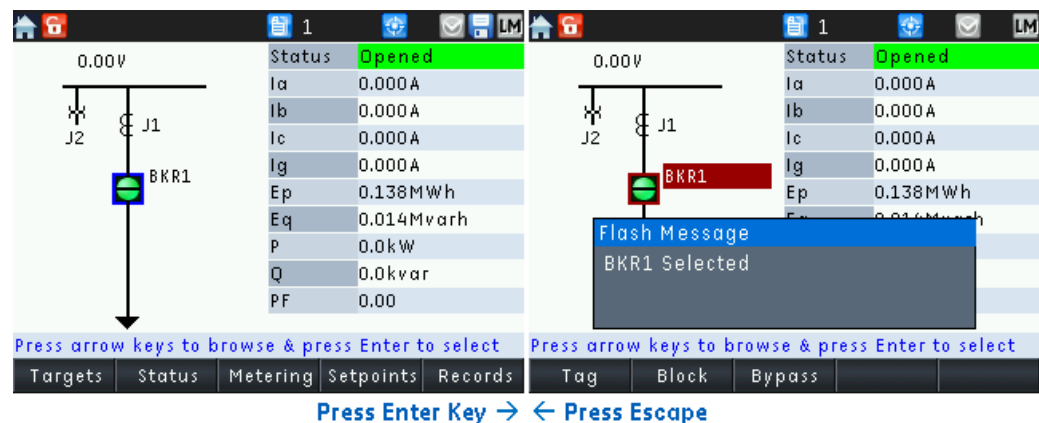 1
LM
0.00V
J2
J1
BKR1
Status Opened
Ia 0.000A
Ib 0.000A
Ic 0.000A
Ig 0.000A
Ep 0.138MWh
Eq 0.014Mvarh
P 0.0kW
Q 0.0kvar
PF 0.00
Press arrow keys to browse & press Enter to select
Targets Status Metering Setpoints Records
1
LM
0.00V
J2
J1
BKR1
Status Opened
Ia 0.000A
Ib 0.000A
Ic 0.000A
Ig 0.000A
Ep 0.138MWh
Flash Message
BKR1 Selected
Press arrow keys to browse & press Enter to select
Tag Block Bypass
Press Enter Key → ← Press Escape